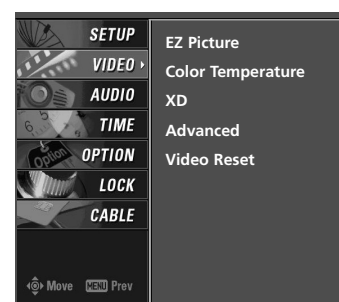 SETUP
VIDEO
AUDIO
TIME
OPTION
LOCK
CABLE
Move MENU Prev
EZ Picture
Color Temperature
XD
Advanced
Video Reset